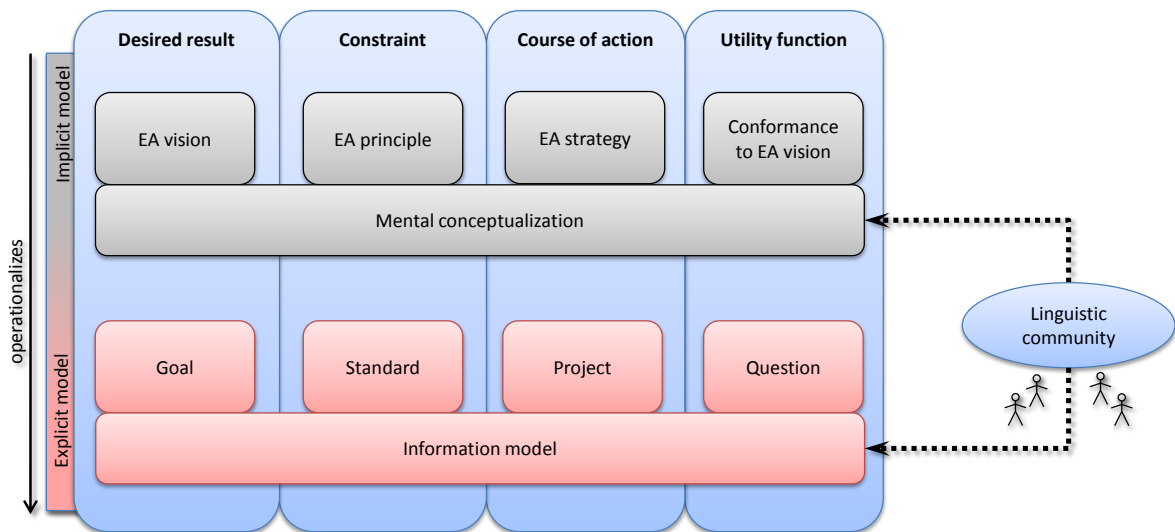 Desired result
Constraint
Course of action
Utility function
operationalizes
Implicit model
EA vision
EA principle
EA strategy
Conformance
to EA vision
Mental conceptualization
Linguistic
community
Explicit model
Goal
Standard
Project
Question
Information model